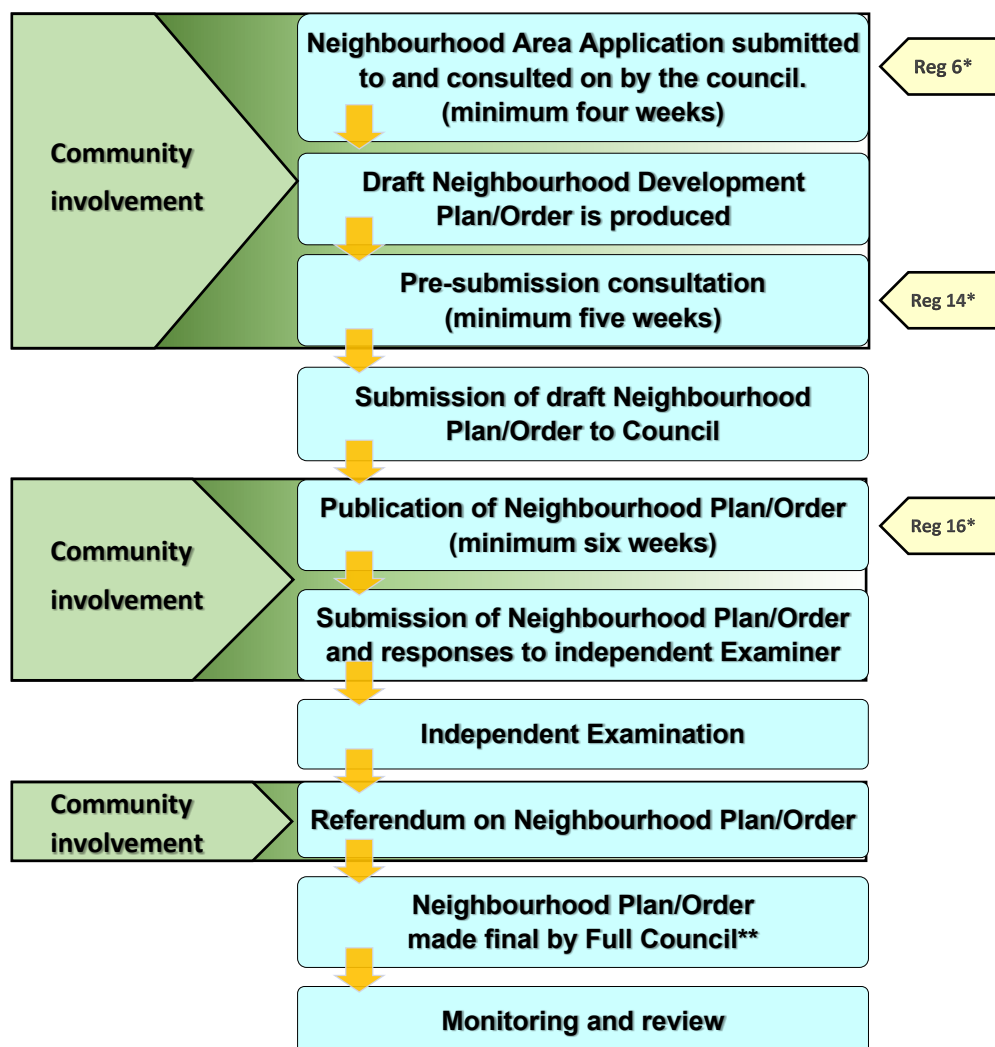 Neighbourhood Area Application submitted
to and consulted on by the council.
(minimum four weeks)
Reg 6*
Community
involvement
Draft Neighbourhood Development
Plan/Order is produced
Pre-submission consultation
(minimum five weeks)
Reg 14*
Submission of draft Neighbourhood
Plan/Order to Council
Publication of Neighbourhood Plan/Order
(minimum six weeks)
Reg 16*
Community
involvement
Submission of Neighbourhood Plan/Order
and responses to independent Examiner
Independent Examination
Community
involvement
Referendum on Neighbourhood Plan/Order
Neighbourhood Plan/Order
made final by Full Council**
Monitoring and review